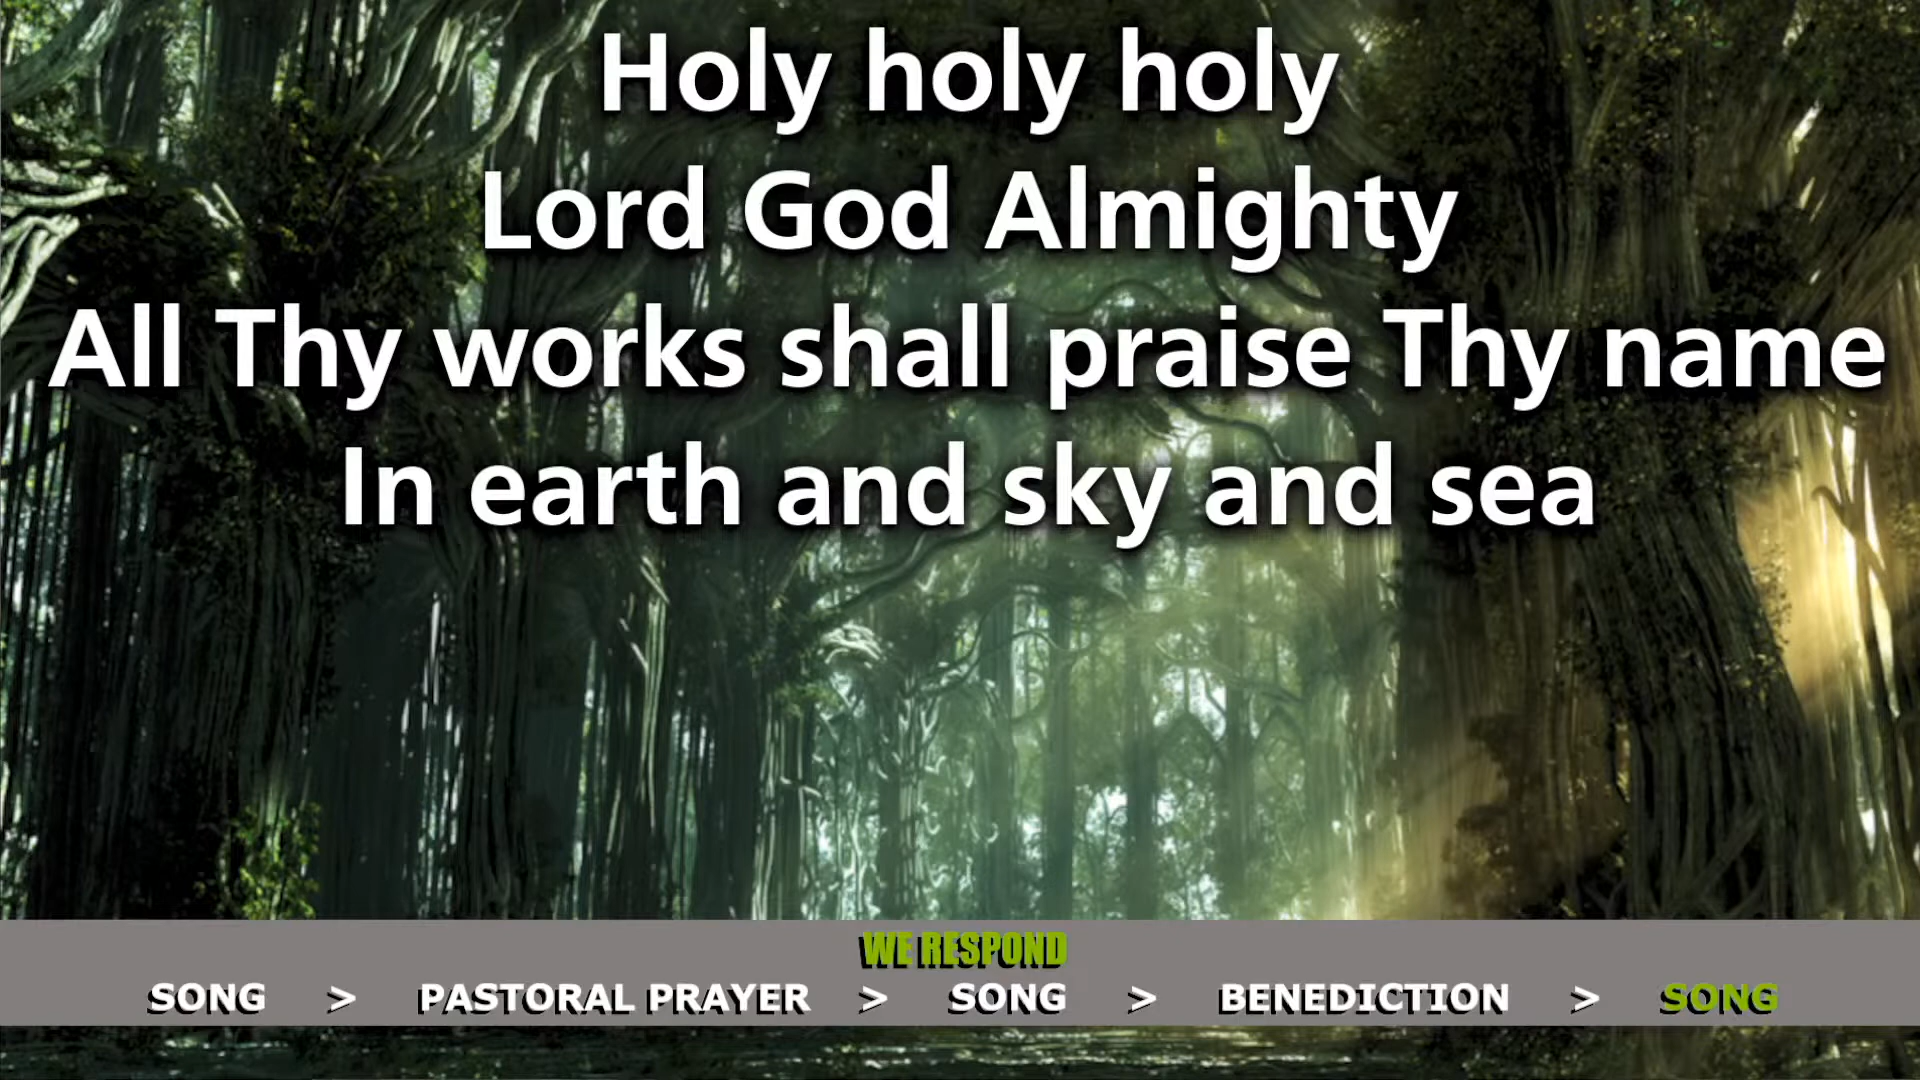 Holy holy holy
Lord God Almighty
All Thy works shall praise Thy name
In earth and sky and sea
WE RESPOND
SONG > PASTORAL PRAYER > SONG > BENEDICTION > SONG